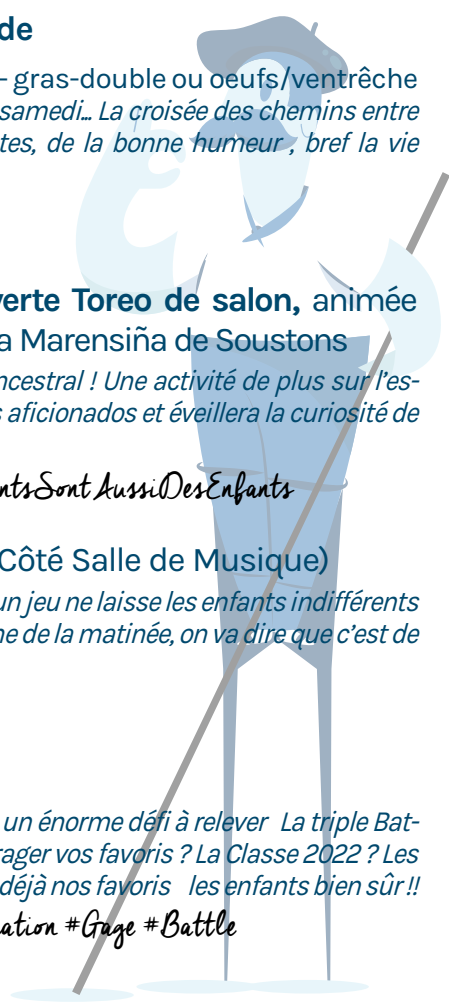 de
- gras-double ou oeufs/ventrêche
samedi... La croisée des chemins entre
tes, de la bonne humeur , bref la vie
verte Toreo de salon, animée
a Marensiña de Soustons
ncestral ! Une activité de plus sur l'es-
s aficionados et éveillera la curiosité de
ntsSontAussiDesEnfants
Côté Salle de Musique)
un jeu ne laisse les enfants indifférents
ne de la matinée, on va dire que c'est de
un énorme défi à relever La triple Bat-
rager vos favoris ? La Classe 2022 ? Les
déjà nos favoris les enfants bien sûr !!
ation #Gage #Battle